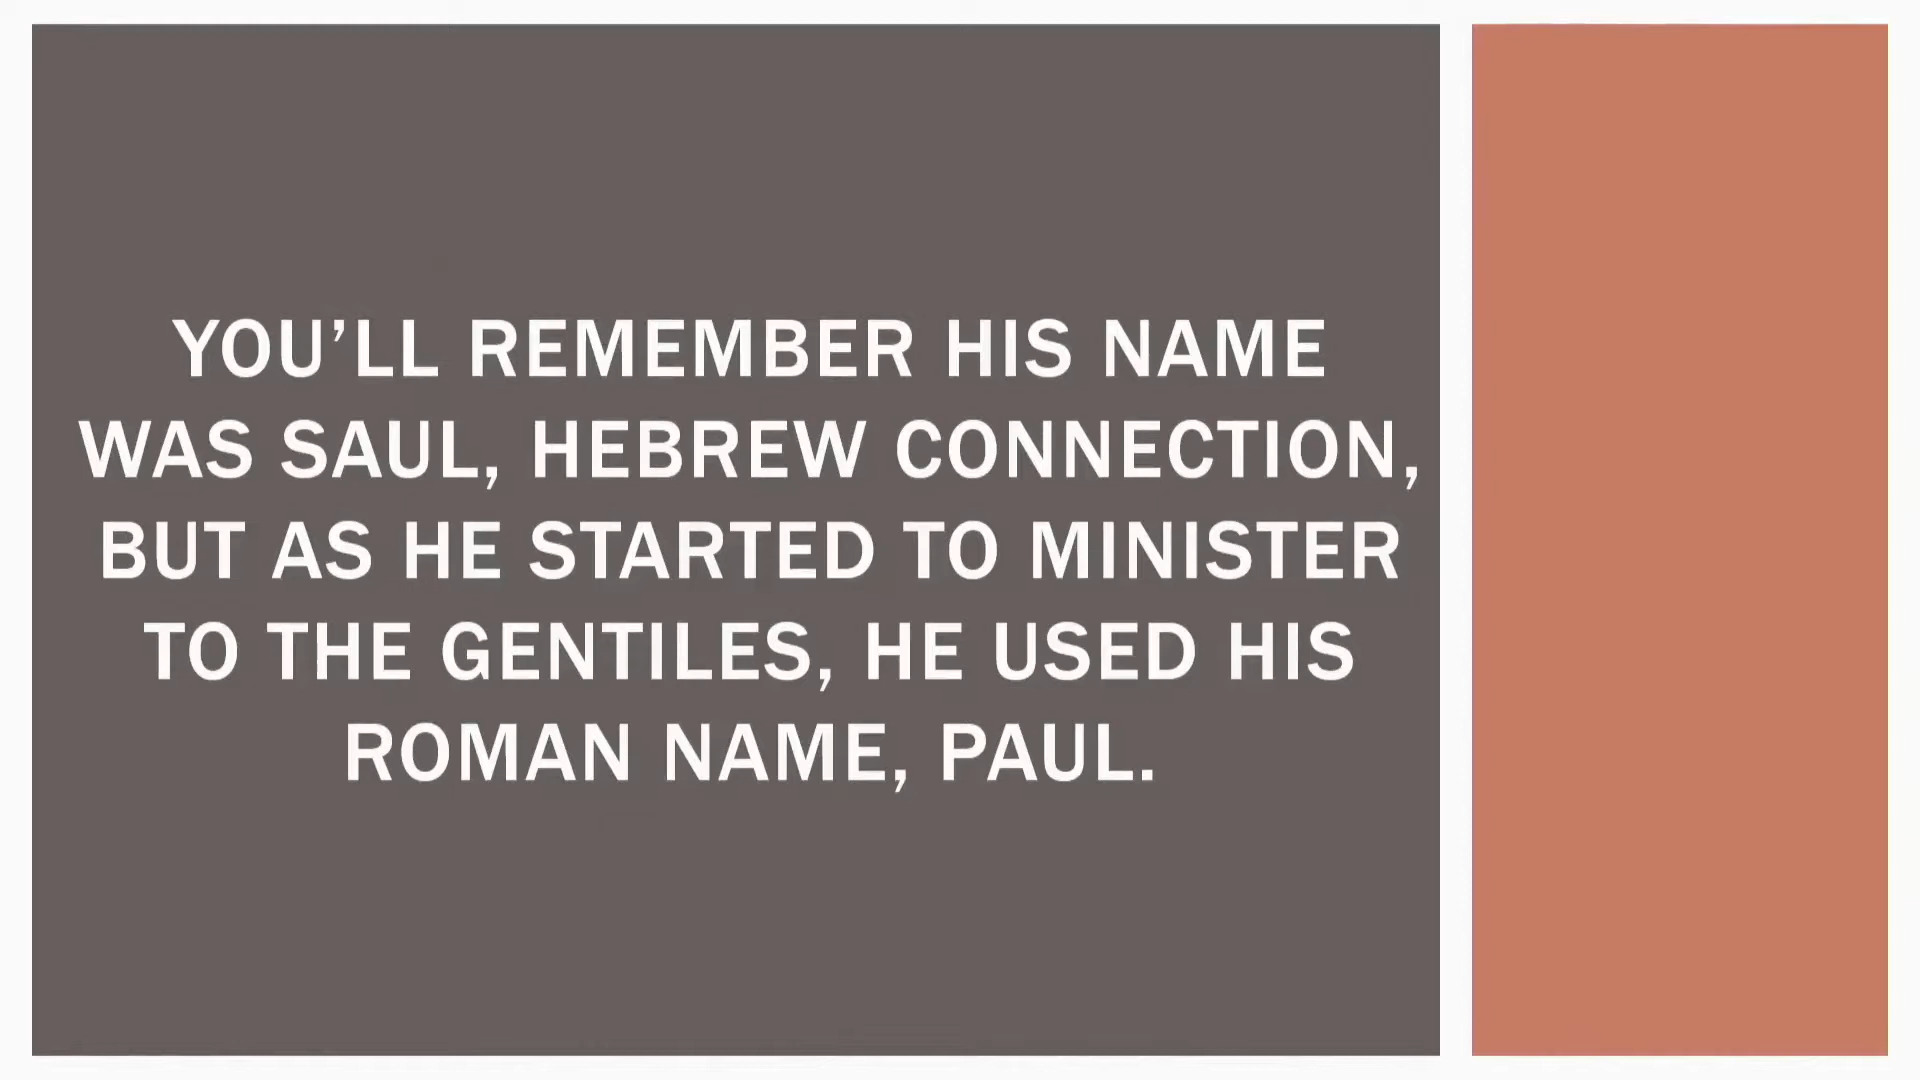 YOU’LL REMEMBER HIS NAME
WAS SAUL, HEBREW CONNECTION,
BUT AS HE STARTED TO MINISTER
TO THE GENTILES, HE USED HIS
ROMAN NAME, PAUL.